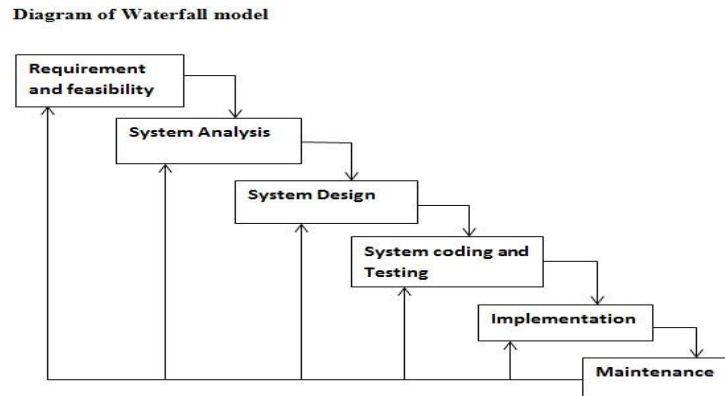 Diagram of Waterfall model
Requirement
and feasibility
System Analysis
System Design
System coding and
Testing
Implementation
Maintenance